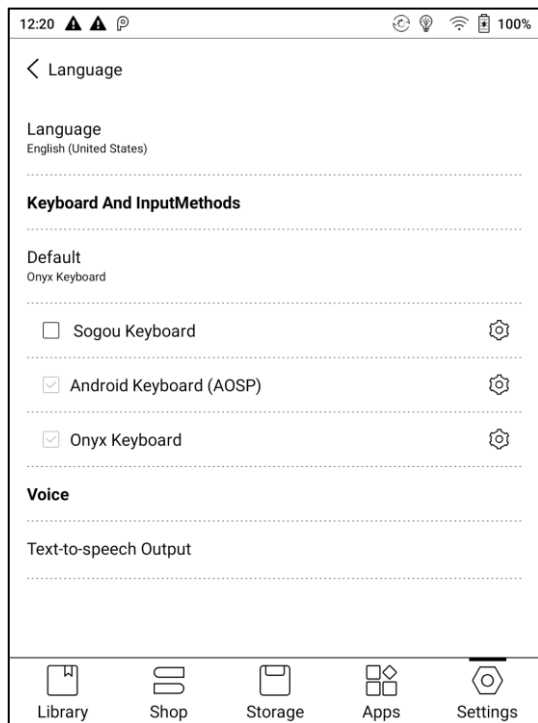 12:20 100%
Language
Language
English (United States)
Keyboard And InputMethods
Default
Onyx Keyboard
Sogou Keyboard
Android Keyboard (AOSP)
Onyx Keyboard
Voice
Text-to-speech Output
Library Shop Storage Apps Settings